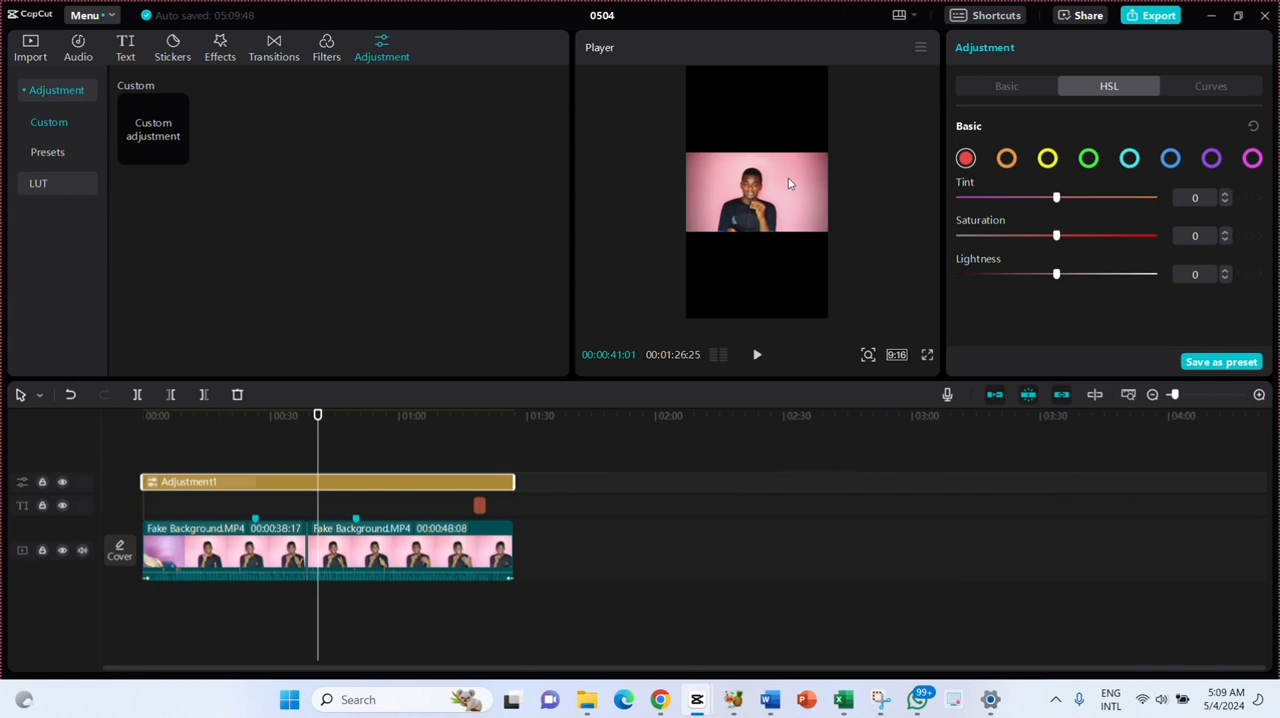 CapCut
Menu
Auto saved: 05:09:48
0504
Shortcuts
Share
Export
Import
Audio
Text
Stickers
Effects
Transitions
Filters
Adjustment
Adjustment
Custom
Presets
LUT
Custom
Custom
adjustment
Player
00:00:41:01
00:01:26:25
9:16
Adjustment
Basic
HSL
Curves
Basic
Tint
0
Saturation
0
Lightness
0
Save as preset
00:00
00:30
01:00
01:30
02:00
02:30
03:00
03:30
04:00
Adjustment1
TI
Cover
Fake Background.MP4 00:00:38:17
Fake Background.MP4 00:00:48:08
Search
99+
ENG
INTL
5:09 AM
5/4/2024